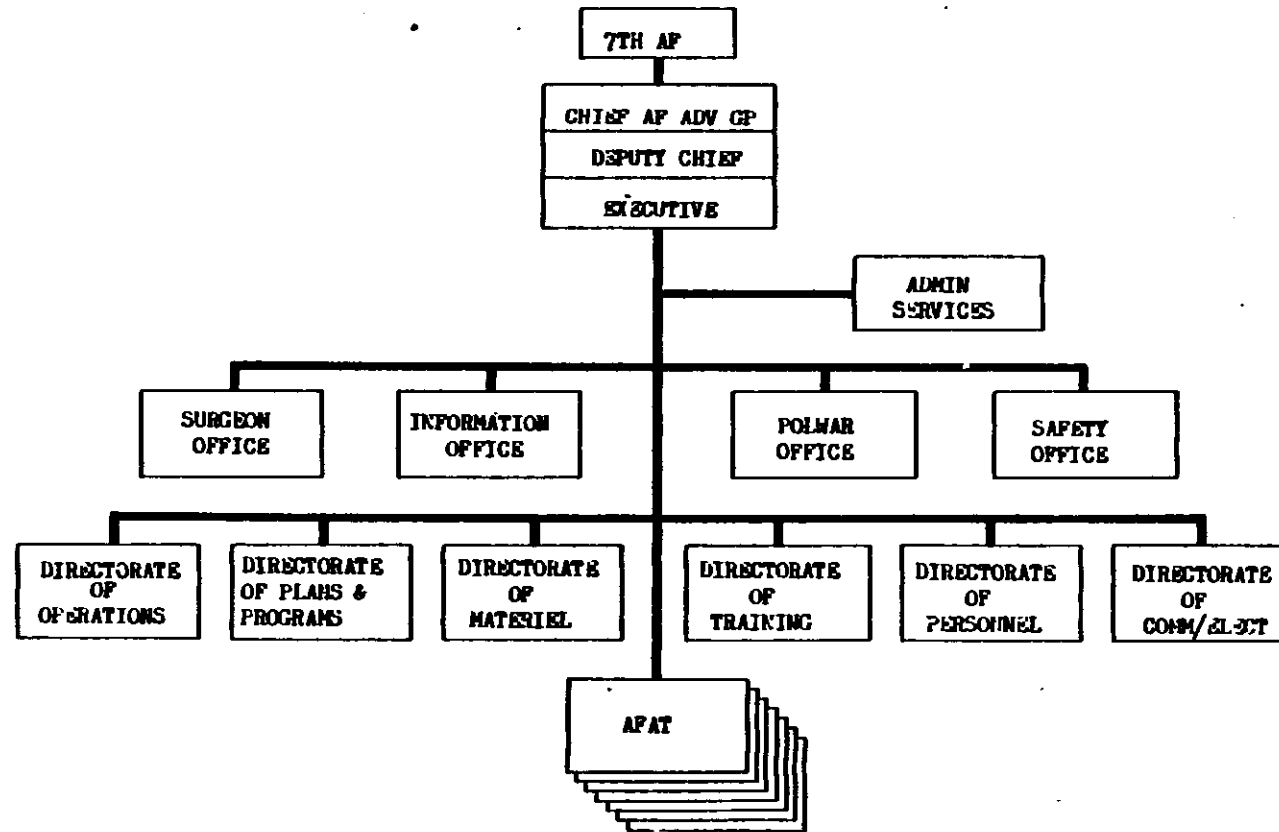 7TH AF
CHIEF AF ADV GP
DEPUTY CHIEF
EXECUTIVE
ADMIN
SERVICES
SURGEON
OFFICE
INFORMATION
OFFICE
POLWAR
OFFICE
SAFETY
OFFICE
DIRECTORATE
OF
OPERATIONS
DIRECTORATE
OF PLANS &
PROGRAMS
DIRECTORATE
OF
MATERIEL
DIRECTORATE
OF
TRAINING
DIRECTORATE
OF
PERSONNEL
DIRECTORATE
OF
COMM/ELECT
AFAT